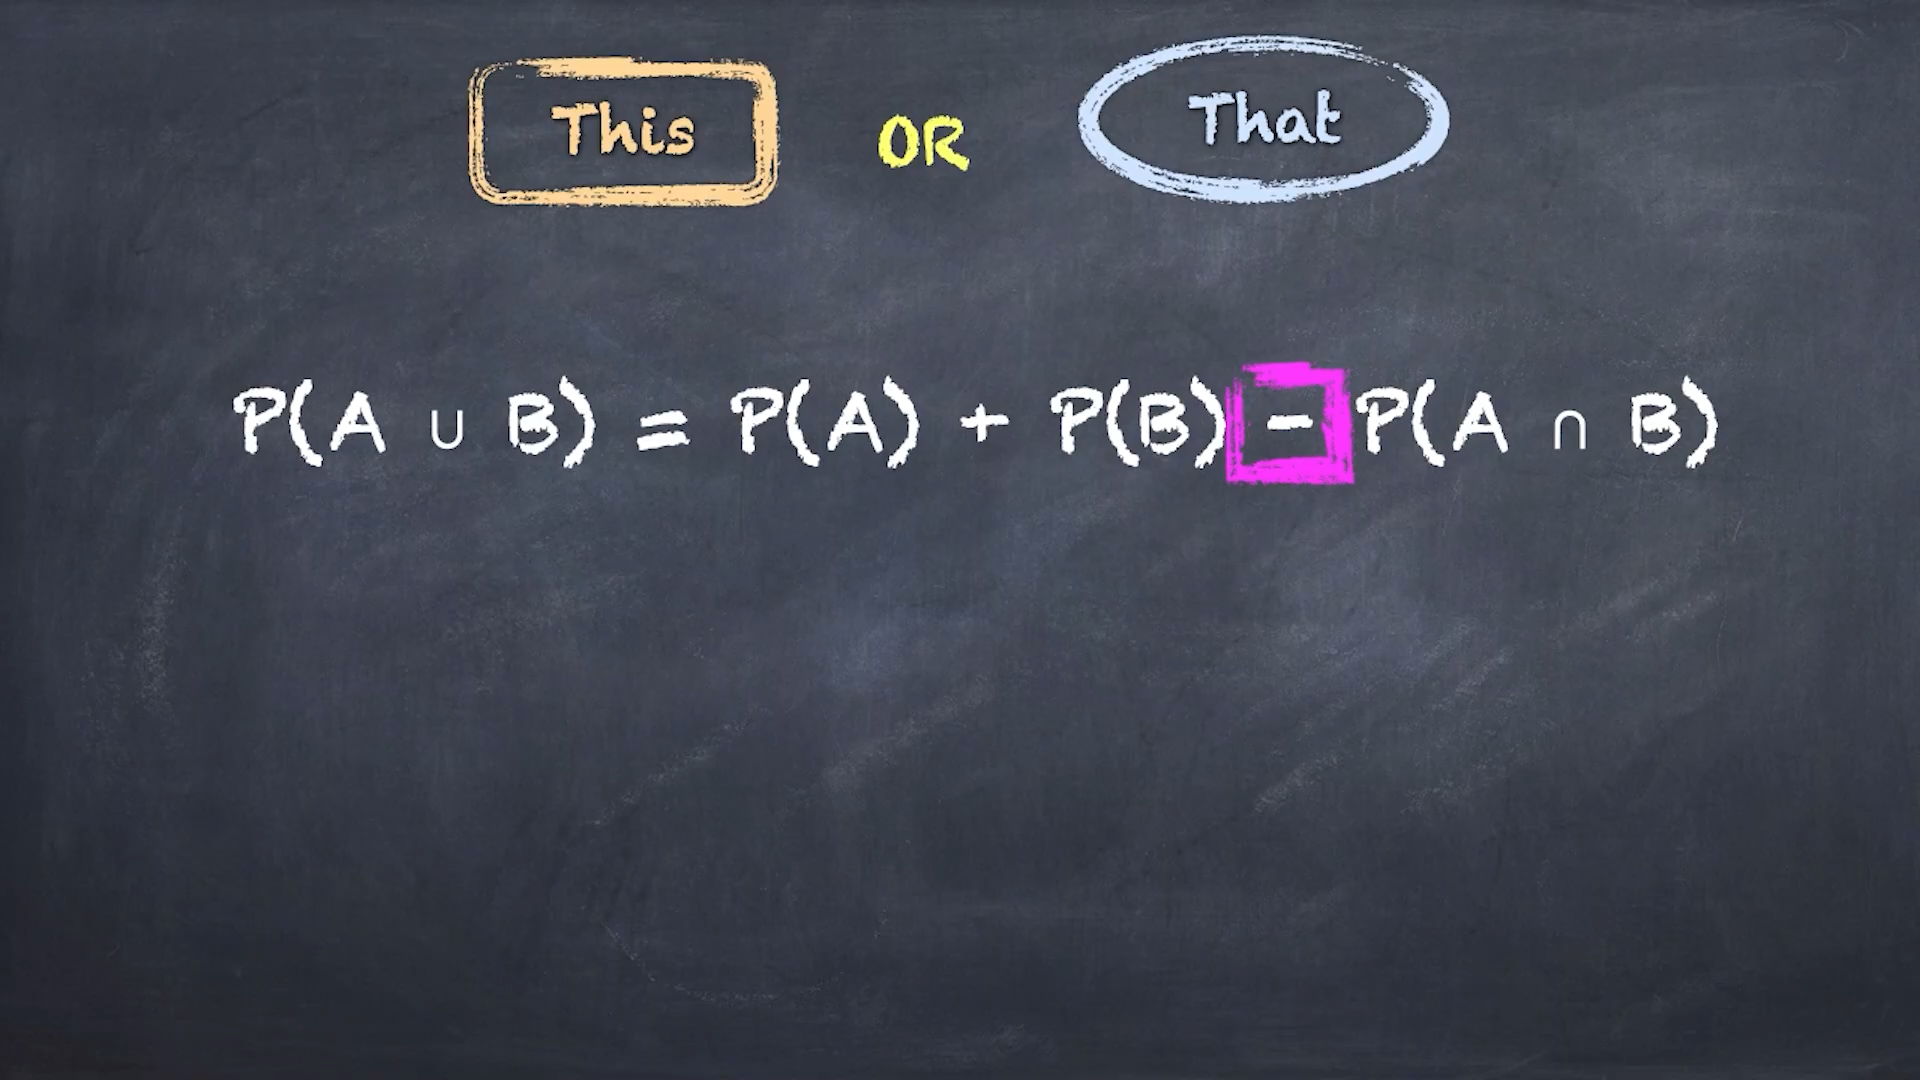 This OR That
P(A ∪ B) = P(A) + P(B) - P(A ∩ B)